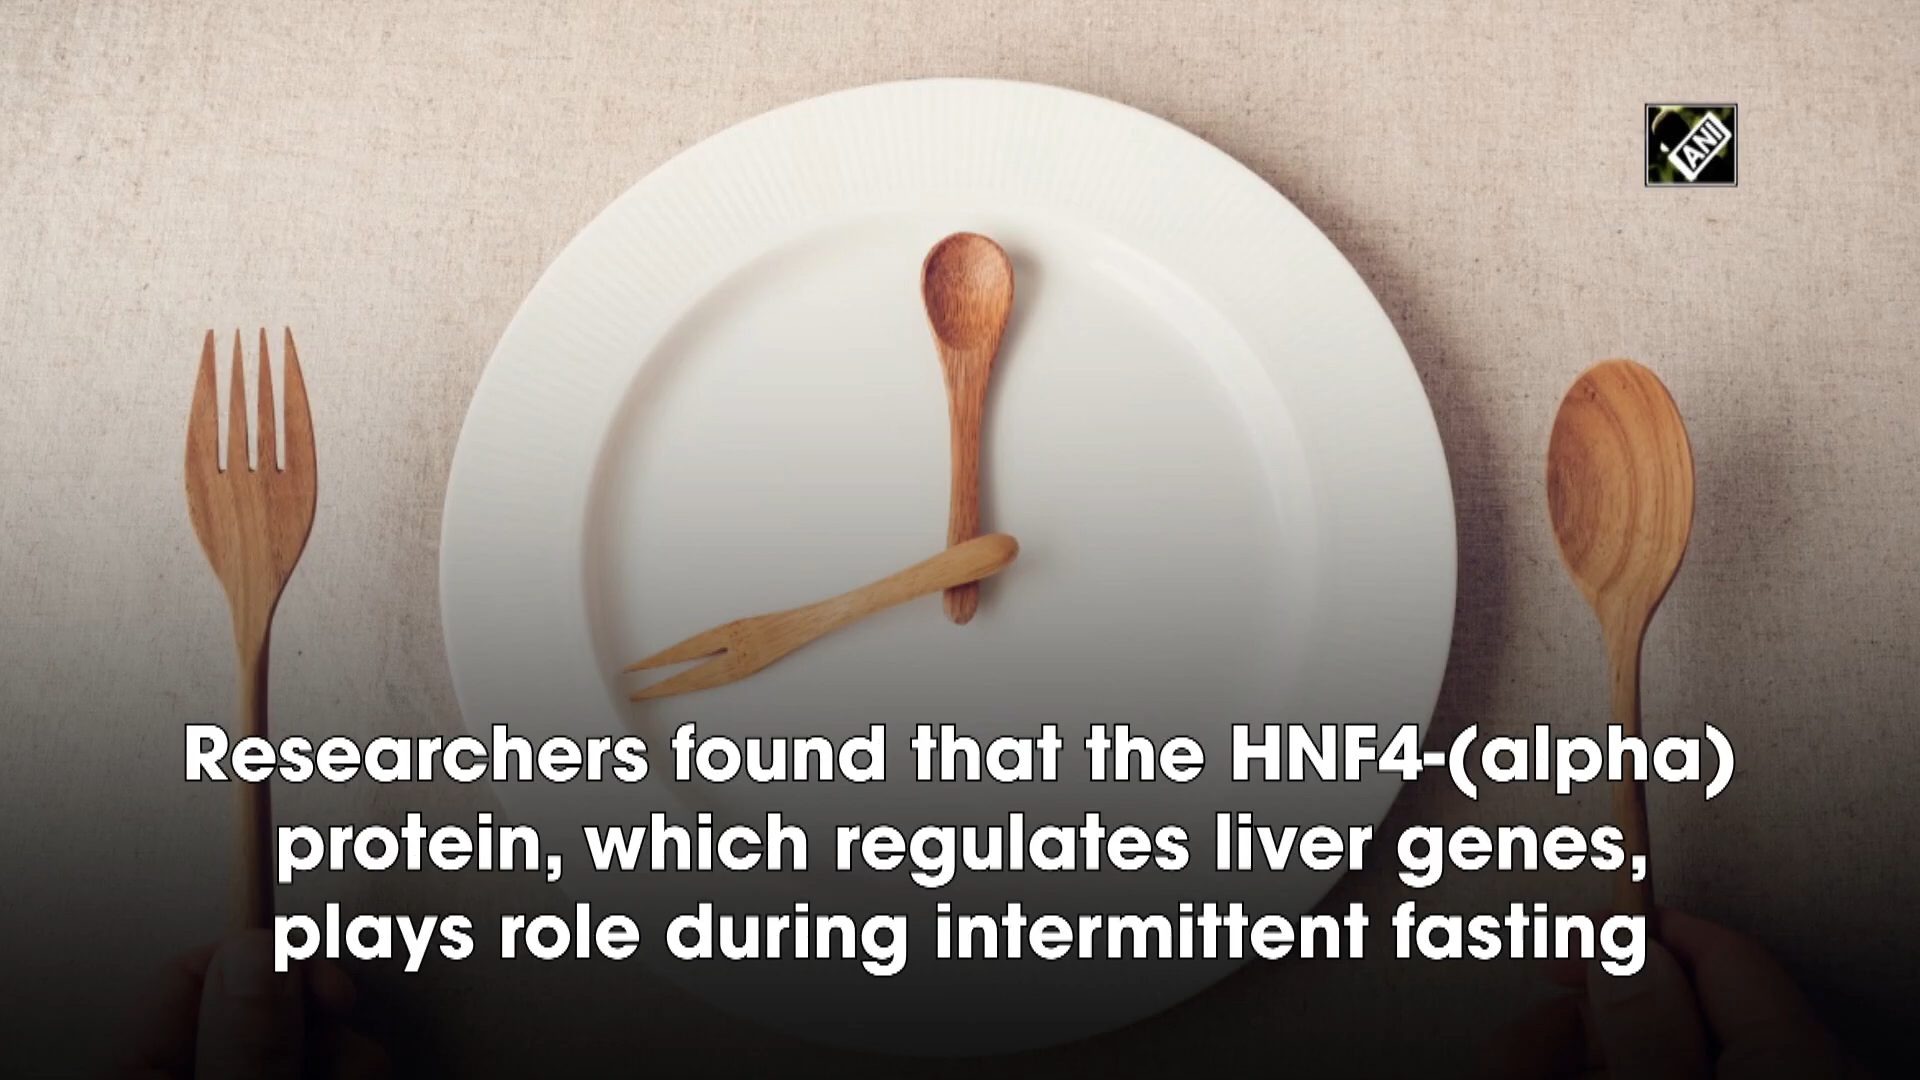 ANI
Researchers found that the HNF4-(alpha)
protein, which regulates liver genes,
plays role during intermittent fasting